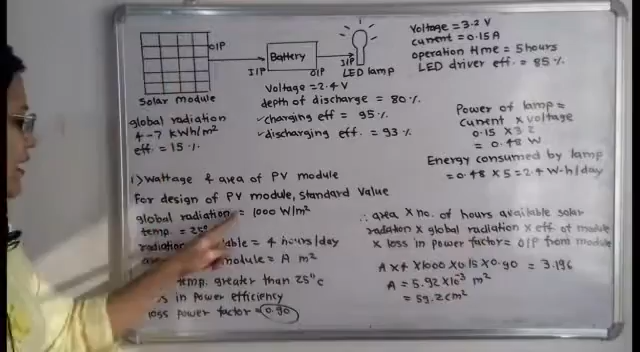 O/P
Battery
I/P
O/P
I/P
LED lamp
Solar module
Voltage = 2.4 V
depth of discharge = 80%
✓charging eff = 95%
✓discharging eff. = 93%
global radiation
4-7 kWh/m²
eff. = 15%
Voltage = 3.2 V
current = 0.15A
operation time = 5 hours
LED driver eff. = 85%
Power of lamp =
current x voltage
0.15 x 3.2
= 0.48 W
Energy consumed by lamp
= 0.48 x 5 = 2.4 W-h/day
1) Wattage & area of PV module
For design of PV module, standard value
global radiation = 1000 W/m²
temp. = 25°
= 4 hours/day
module = A m²
temp. greater than 25°c
in power efficiency
loss power factor = 0.90
∴ area x no. of hours available solar
radation x global radiation x eff. of module
x loss in power factor = O/P from module
A x 4 x 1000 x 0.15 x 0.90 = 3.196
A = 5.92 x 10⁻³ m²
= 59.2 cm²